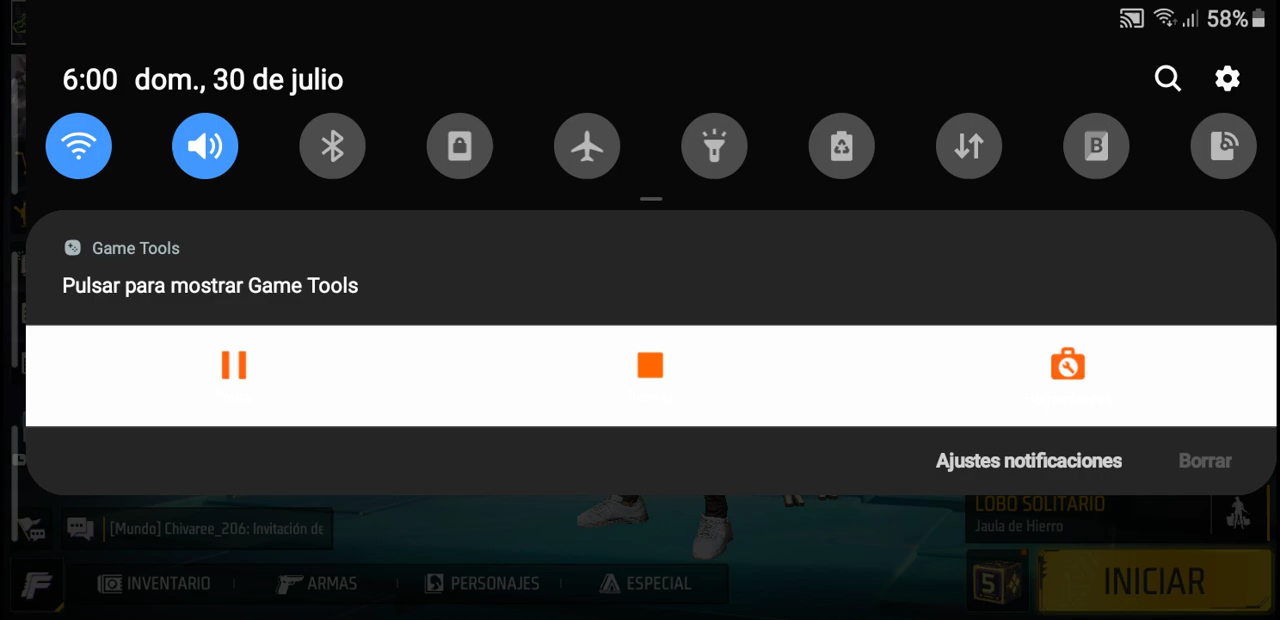 58%
6:00 dom., 30 de julio
B
Game Tools
Pulsar para mostrar Game Tools
Ajustes notificaciones Borrar
LOBO SOLITARIO
Jaula de Hierro
[Mundo] Chivaree_206: Invitación de
INVENTARIO ARMAS PERSONAJES ESPECIAL
5
INICIAR